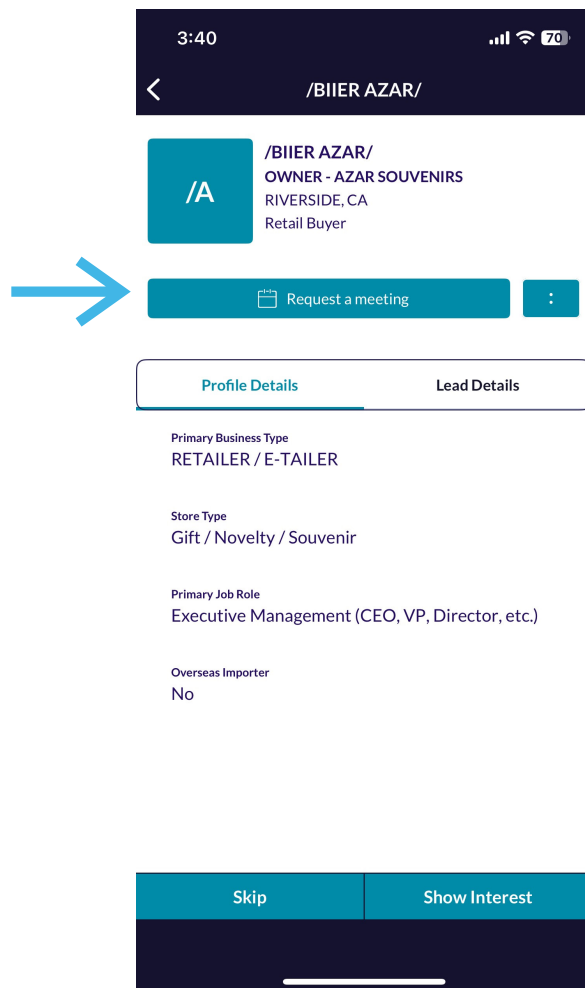 3:40
70
/BIIER AZAR/
/A
/BIIER AZAR/
OWNER - AZAR SOUVENIRS
RIVERSIDE, CA
Retail Buyer
Request a meeting
:
Profile Details
Lead Details
Primary Business Type
RETAILER / E-TAILER
Store Type
Gift / Novelty / Souvenir
Primary Job Role
Executive Management (CEO, VP, Director, etc.)
Overseas Importer
No
Skip
Show Interest